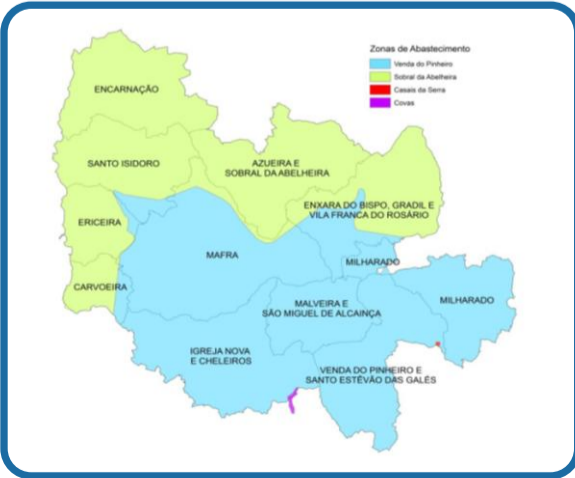 Zonas de Abastecimento
Venda do Pinheiro
Sobral da Abelheira
Casais da Serra
Covas
ENCARNAÇÃO
SANTO ISIDORO
AZUEIRA E
SOBRAL DA ABELHEIRA
ENXARA DO BISPO, GRADIL E
VILA FRANCA DO ROSÁRIO
ERICEIRA
MAFRA
MILHARADO
CARVOEIRA
MALVEIRA E
SÃO MIGUEL DE ALCAINÇA
MILHARADO
IGREJA NOVA
E CHELEIROS
VENDA DO PINHEIRO E
SANTO ESTÊVÃO DAS GALÉS